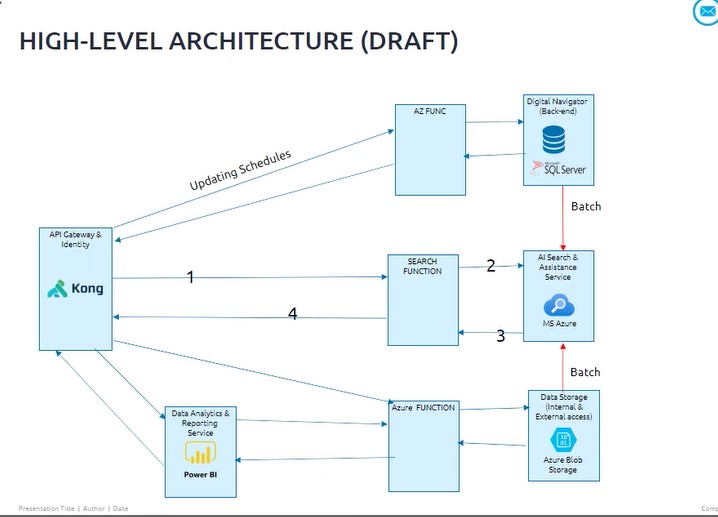 HIGH-LEVEL ARCHITECTURE (DRAFT)
AZ FUNC
Digital Navigator
(Back-end)
Microsoft
SQL Server
Updating Schedules
Batch
API Gateway &
Identity
Kong
SEARCH
FUNCTION
AI Search &
Assistance
Service
MS Azure
1
2
3
4
Batch
Data Analytics &
Reporting
Service
Power BI
Azure FUNCTION
Data Storage
(Internal &
External access)
10
01
Azure Blob
Storage
Presentation Title | Author | Date
Comp